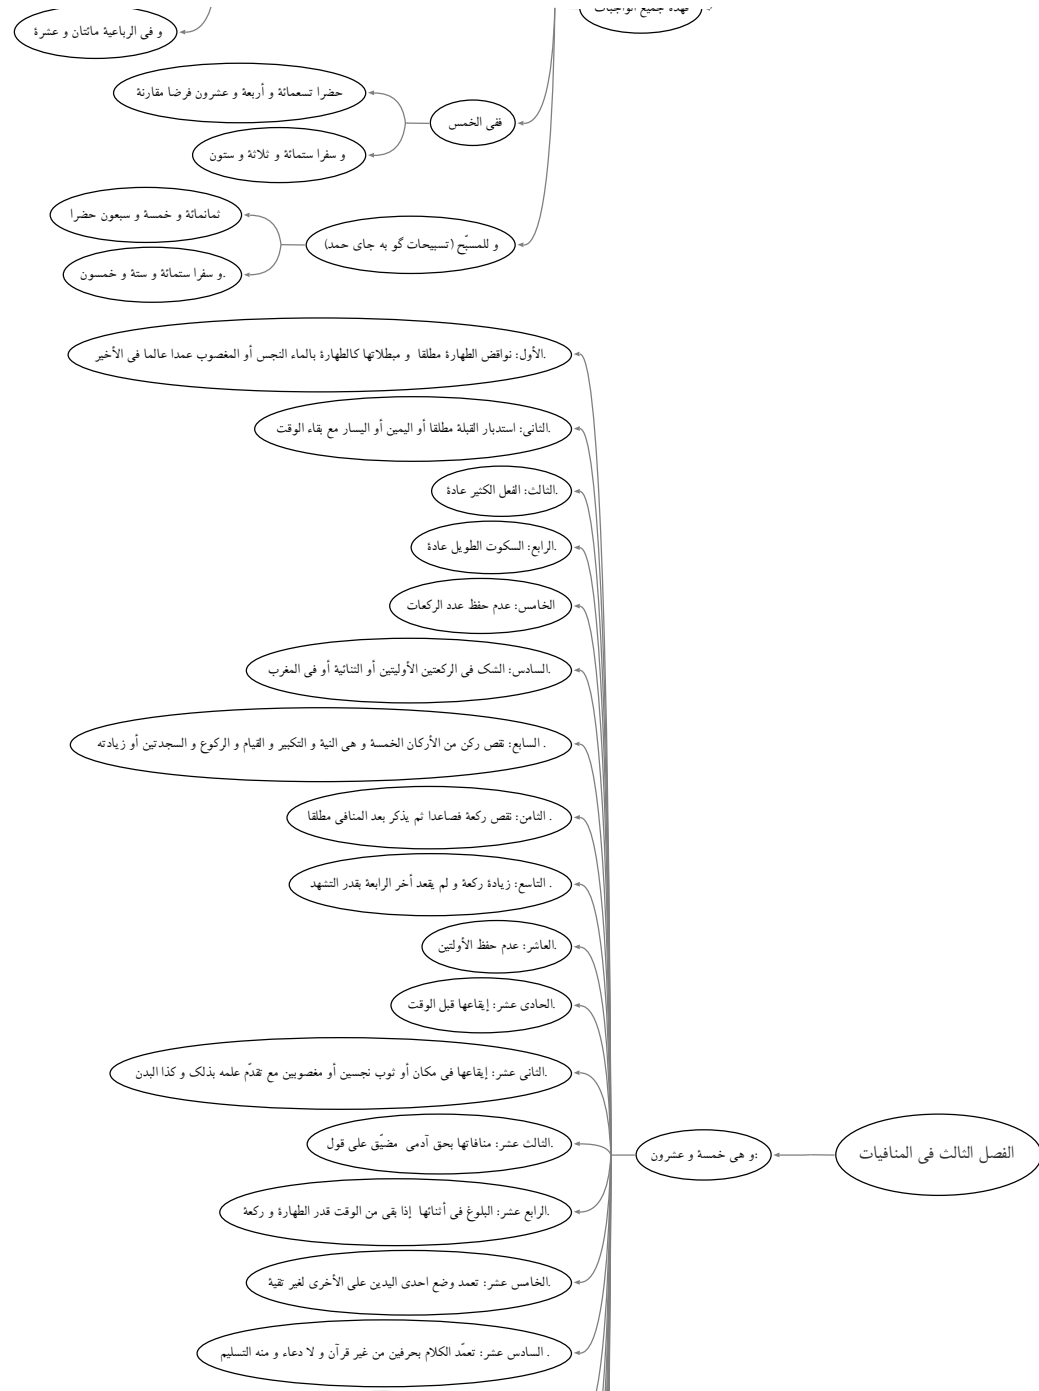 فهذه جميع الواجبات
و فی الرباعیة مائتان و عشرة
ففی الخمس
حضرا تسعمائة و أربعة و عشرون فرضا مقارنة
و سفرا ستمائة و ثلاثة و ستون
و للمسبّح (تسبیحات گو به جای حمد)
ثمانمائة و خمسة و سبعون حضرا
و سفرا ستمائة و ستة و خمسون.
الفصل الثالث فی المنافیات
و هی خمسة و عشرون:
الأول: نواقض الطهارة مطلقا و مبطلاتها کالطهارة بالماء النجس أو المغصوب عمدا عالما فی الأخیر.
الثانی: استدبار القبلة مطلقا أو الیمین أو الیسار مع بقاء الوقت.
الثالث: الفعل الکثیر عادة.
الرابع: السکوت الطویل عادة.
الخامس: عدم حفظ عدد الرکعات
السادس: الشک فی الرکعتین الأولیتین أو الثنائیة أو فی المغرب.
السابع: نقص رکن من الأرکان الخمسة و هی النیة و التکبیر و القیام و الرکوع و السجدتین أو زیادته .
الثامن: نقص رکعة فصاعدا ثم یذکر بعد المنافی مطلقا .
التاسع: زیادة رکعة و لم یقعد أخر الرابعة بقدر التشهد .
العاشر: عدم حفظ الأولتین.
الحادی عشر: إیقاعها قبل الوقت.
الثانی عشر: إیقاعها فی مکان أو ثوب نجسین أو مغصوبین مع تقدّم علمه بذلک و کذا البدن.
الثالث عشر: منافاتها بحق آدمی مضیّق علی قول.
الرابع عشر: البلوغ فی أثنائها إذا بقی من الوقت قدر الطهارة و رکعة.
الخامس عشر: تعمد وضع احدی الیدین علی الأخری لغیر تقیة.
السادس عشر: تعمّد الکلام بحرفین من غیر قرآن و لا دعاء و منه التسلیم .